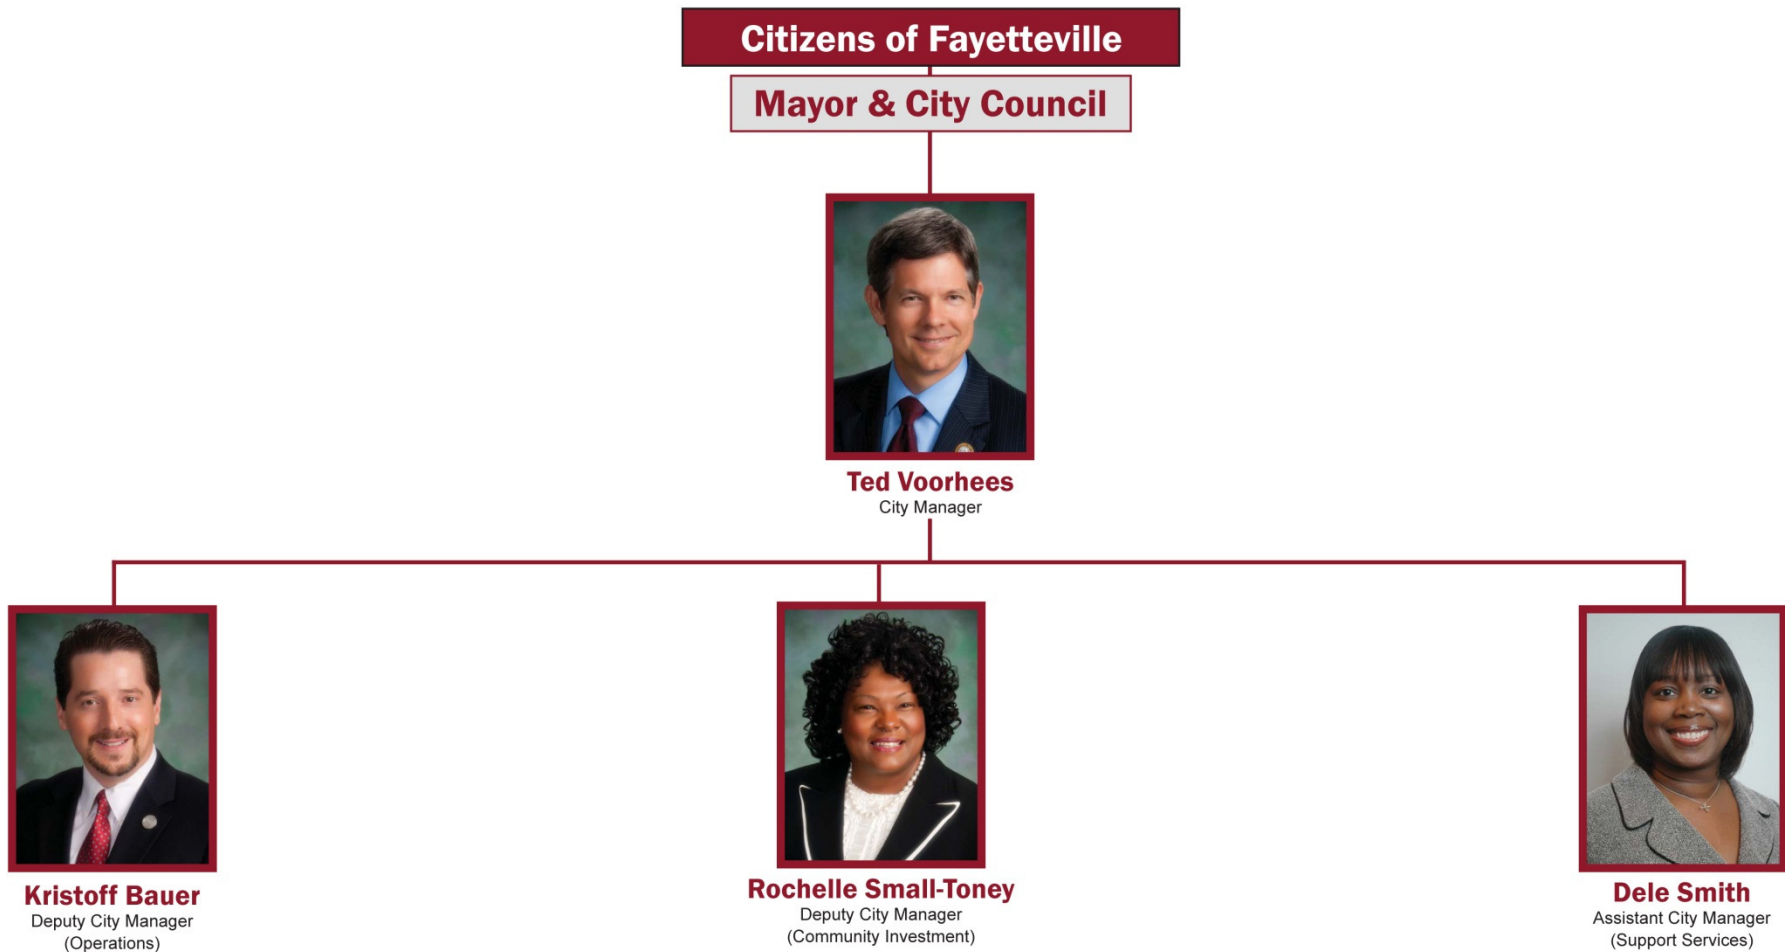 Citizens of Fayetteville
Mayor & City Council
Ted Voorhees
City Manager
Kristoff Bauer
Deputy City Manager
(Operations)
Rochelle Small-Toney
Deputy City Manager
(Community Investment)
Dele Smith
Assistant City Manager
(Support Services)